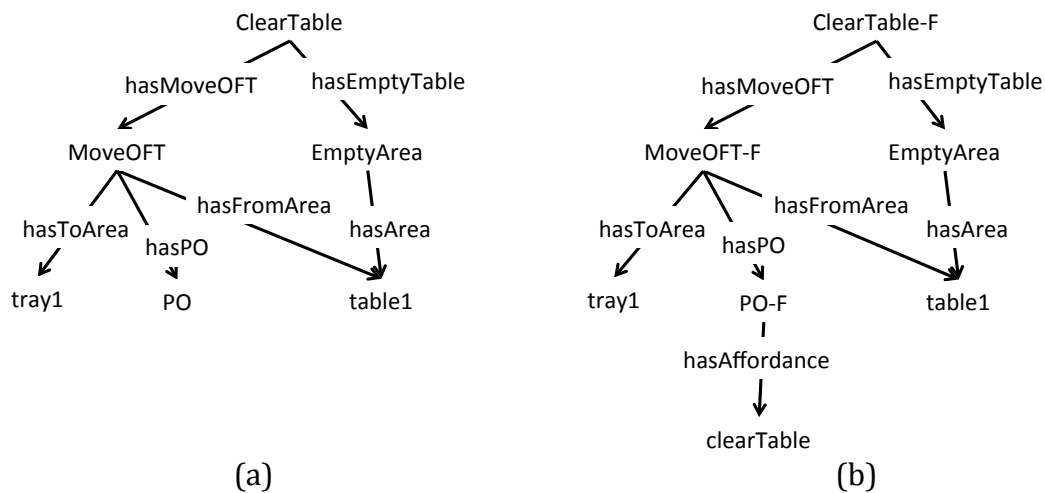 ClearTable
hasMoveOFT
hasEmptyTable
MoveOFT
EmptyArea
hasFromArea
hasToArea
hasPO
hasArea
tray1
PO
table1
(a)
ClearTable-F
hasMoveOFT
hasEmptyTable
MoveOFT-F
EmptyArea
hasFromArea
hasToArea
hasPO
hasArea
tray1
PO-F
table1
hasAffordance
clearTable
(b)